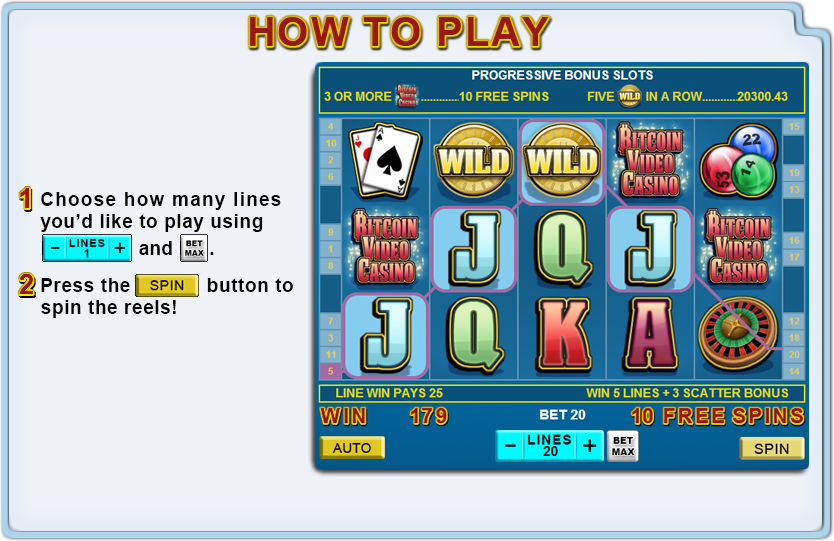 HOW TO PLAY
1 Choose how many lines
you'd like to play using
− LINES 1 + and BET MAX.
2 Press the SPIN button to
spin the reels!
PROGRESSIVE BONUS SLOTS
3 OR MORE BITCOIN VIDEO CASINO .............10 FREE SPINS FIVE WILD IN A ROW............20300.43
4 15
10
2 19
6 13
A J WILD WILD BITCOIN VIDEO CASINO 22 53 14
9 16
1 17
8
BITCOIN VIDEO CASINO J Q J BITCOIN VIDEO CASINO
7 12
3 18
11 20
5 14
J Q K A
LINE WIN PAYS 25 WIN 5 LINES + 3 SCATTER BONUS
WIN 179 BET 20 10 FREE SPINS
AUTO − LINES 20 + BET MAX SPIN